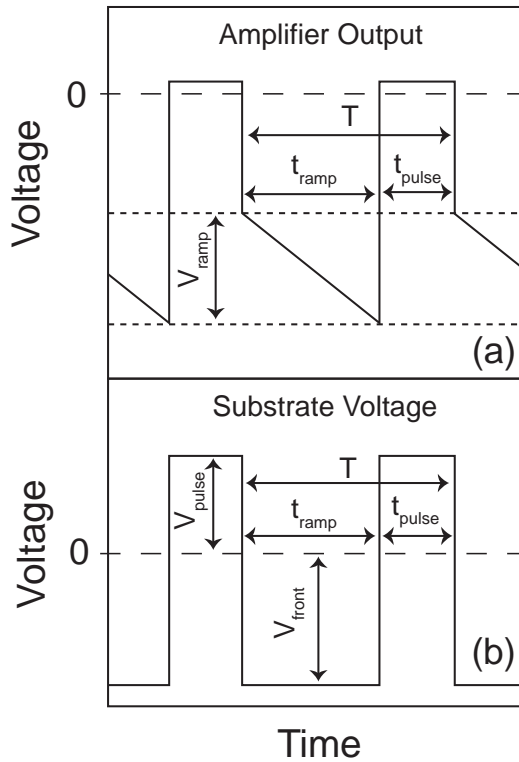 Amplifier Output
0
T
t_ramp
t_pulse
V_ramp
Voltage
(a)
Substrate Voltage
T
V_pulse
t_ramp
t_pulse
0
V_front
Voltage
(b)
Time